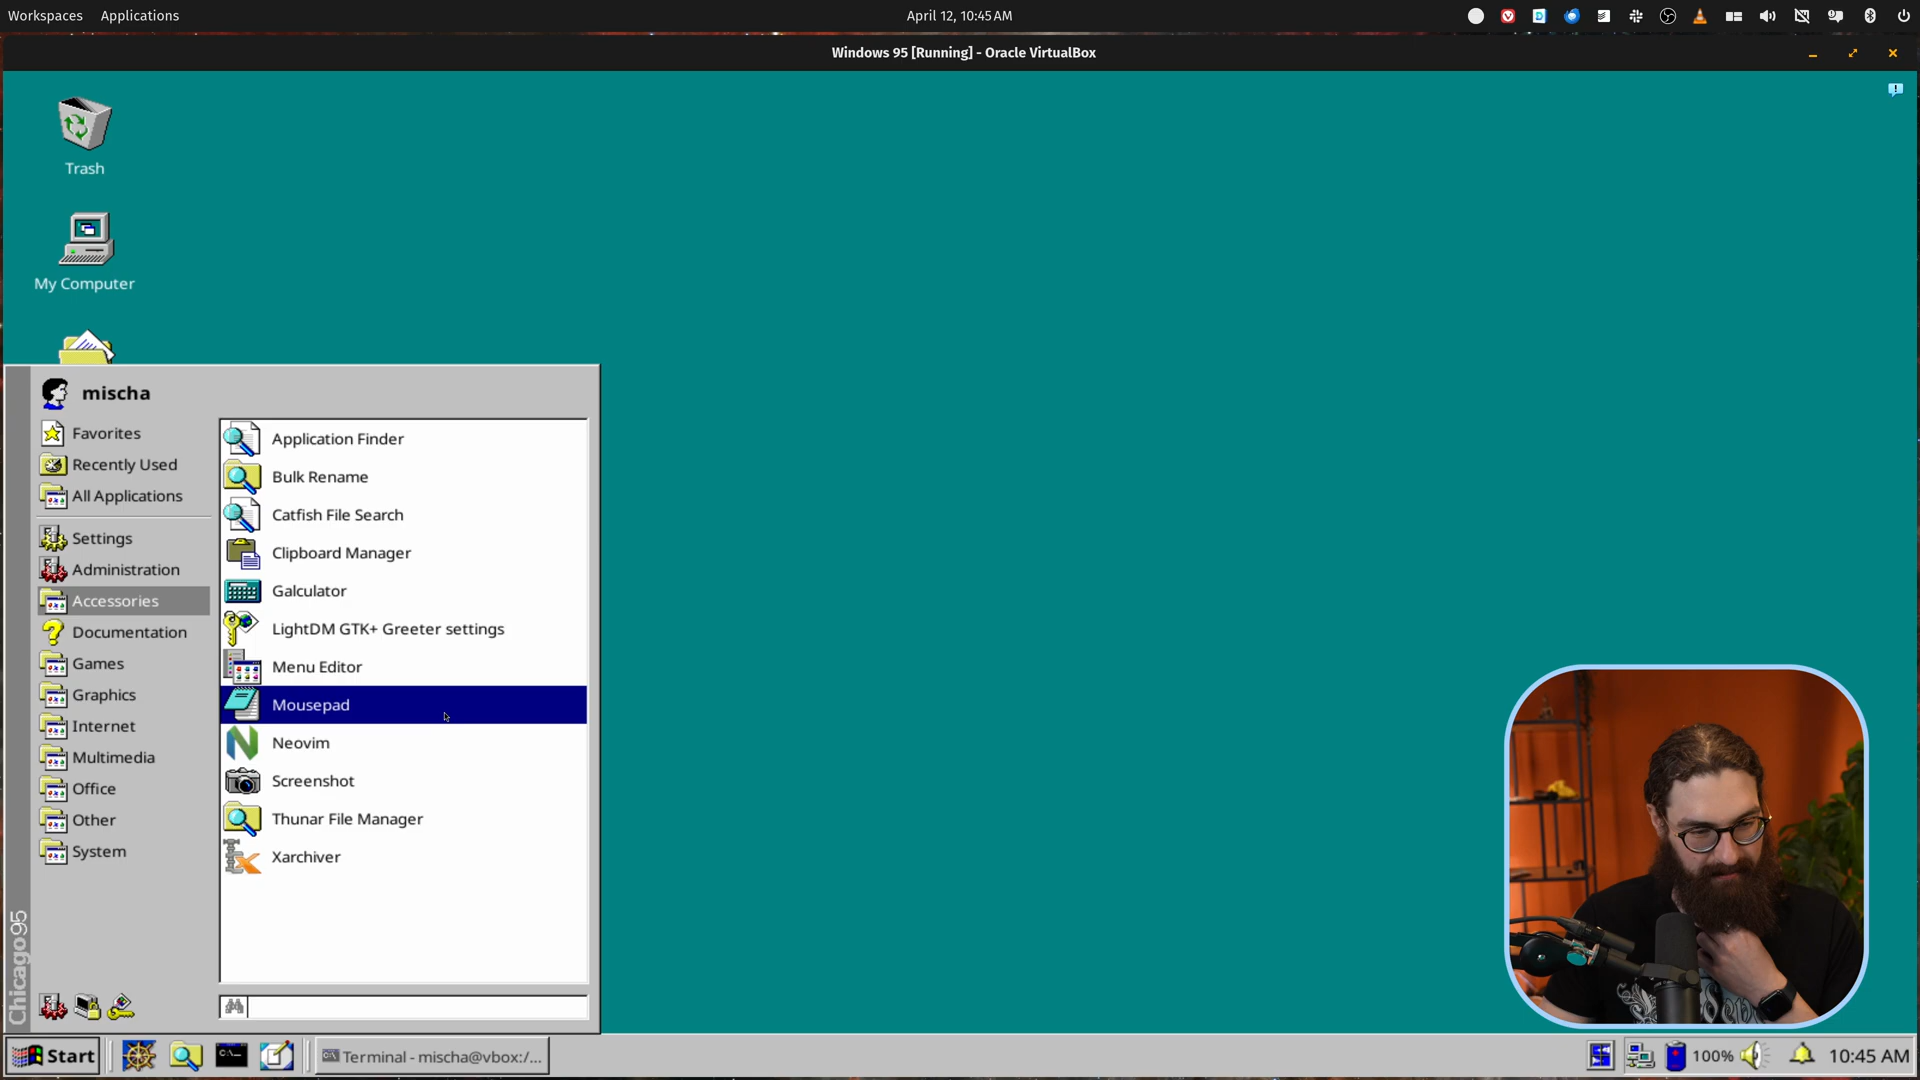 Workspaces Applications April 12, 10:45 AM
Windows 95 [Running] - Oracle VirtualBox
Trash
My Computer
mischa
Favorites
Recently Used
All Applications
Settings
Administration
Accessories
Documentation
Games
Graphics
Internet
Multimedia
Office
Other
System
Application Finder
Bulk Rename
Catfish File Search
Clipboard Manager
Galculator
LightDM GTK+ Greeter settings
Menu Editor
Mousepad
Neovim
Screenshot
Thunar File Manager
Xarchiver
Chicago95
Start Terminal - mischa@vbox:/... 100% 10:45 AM